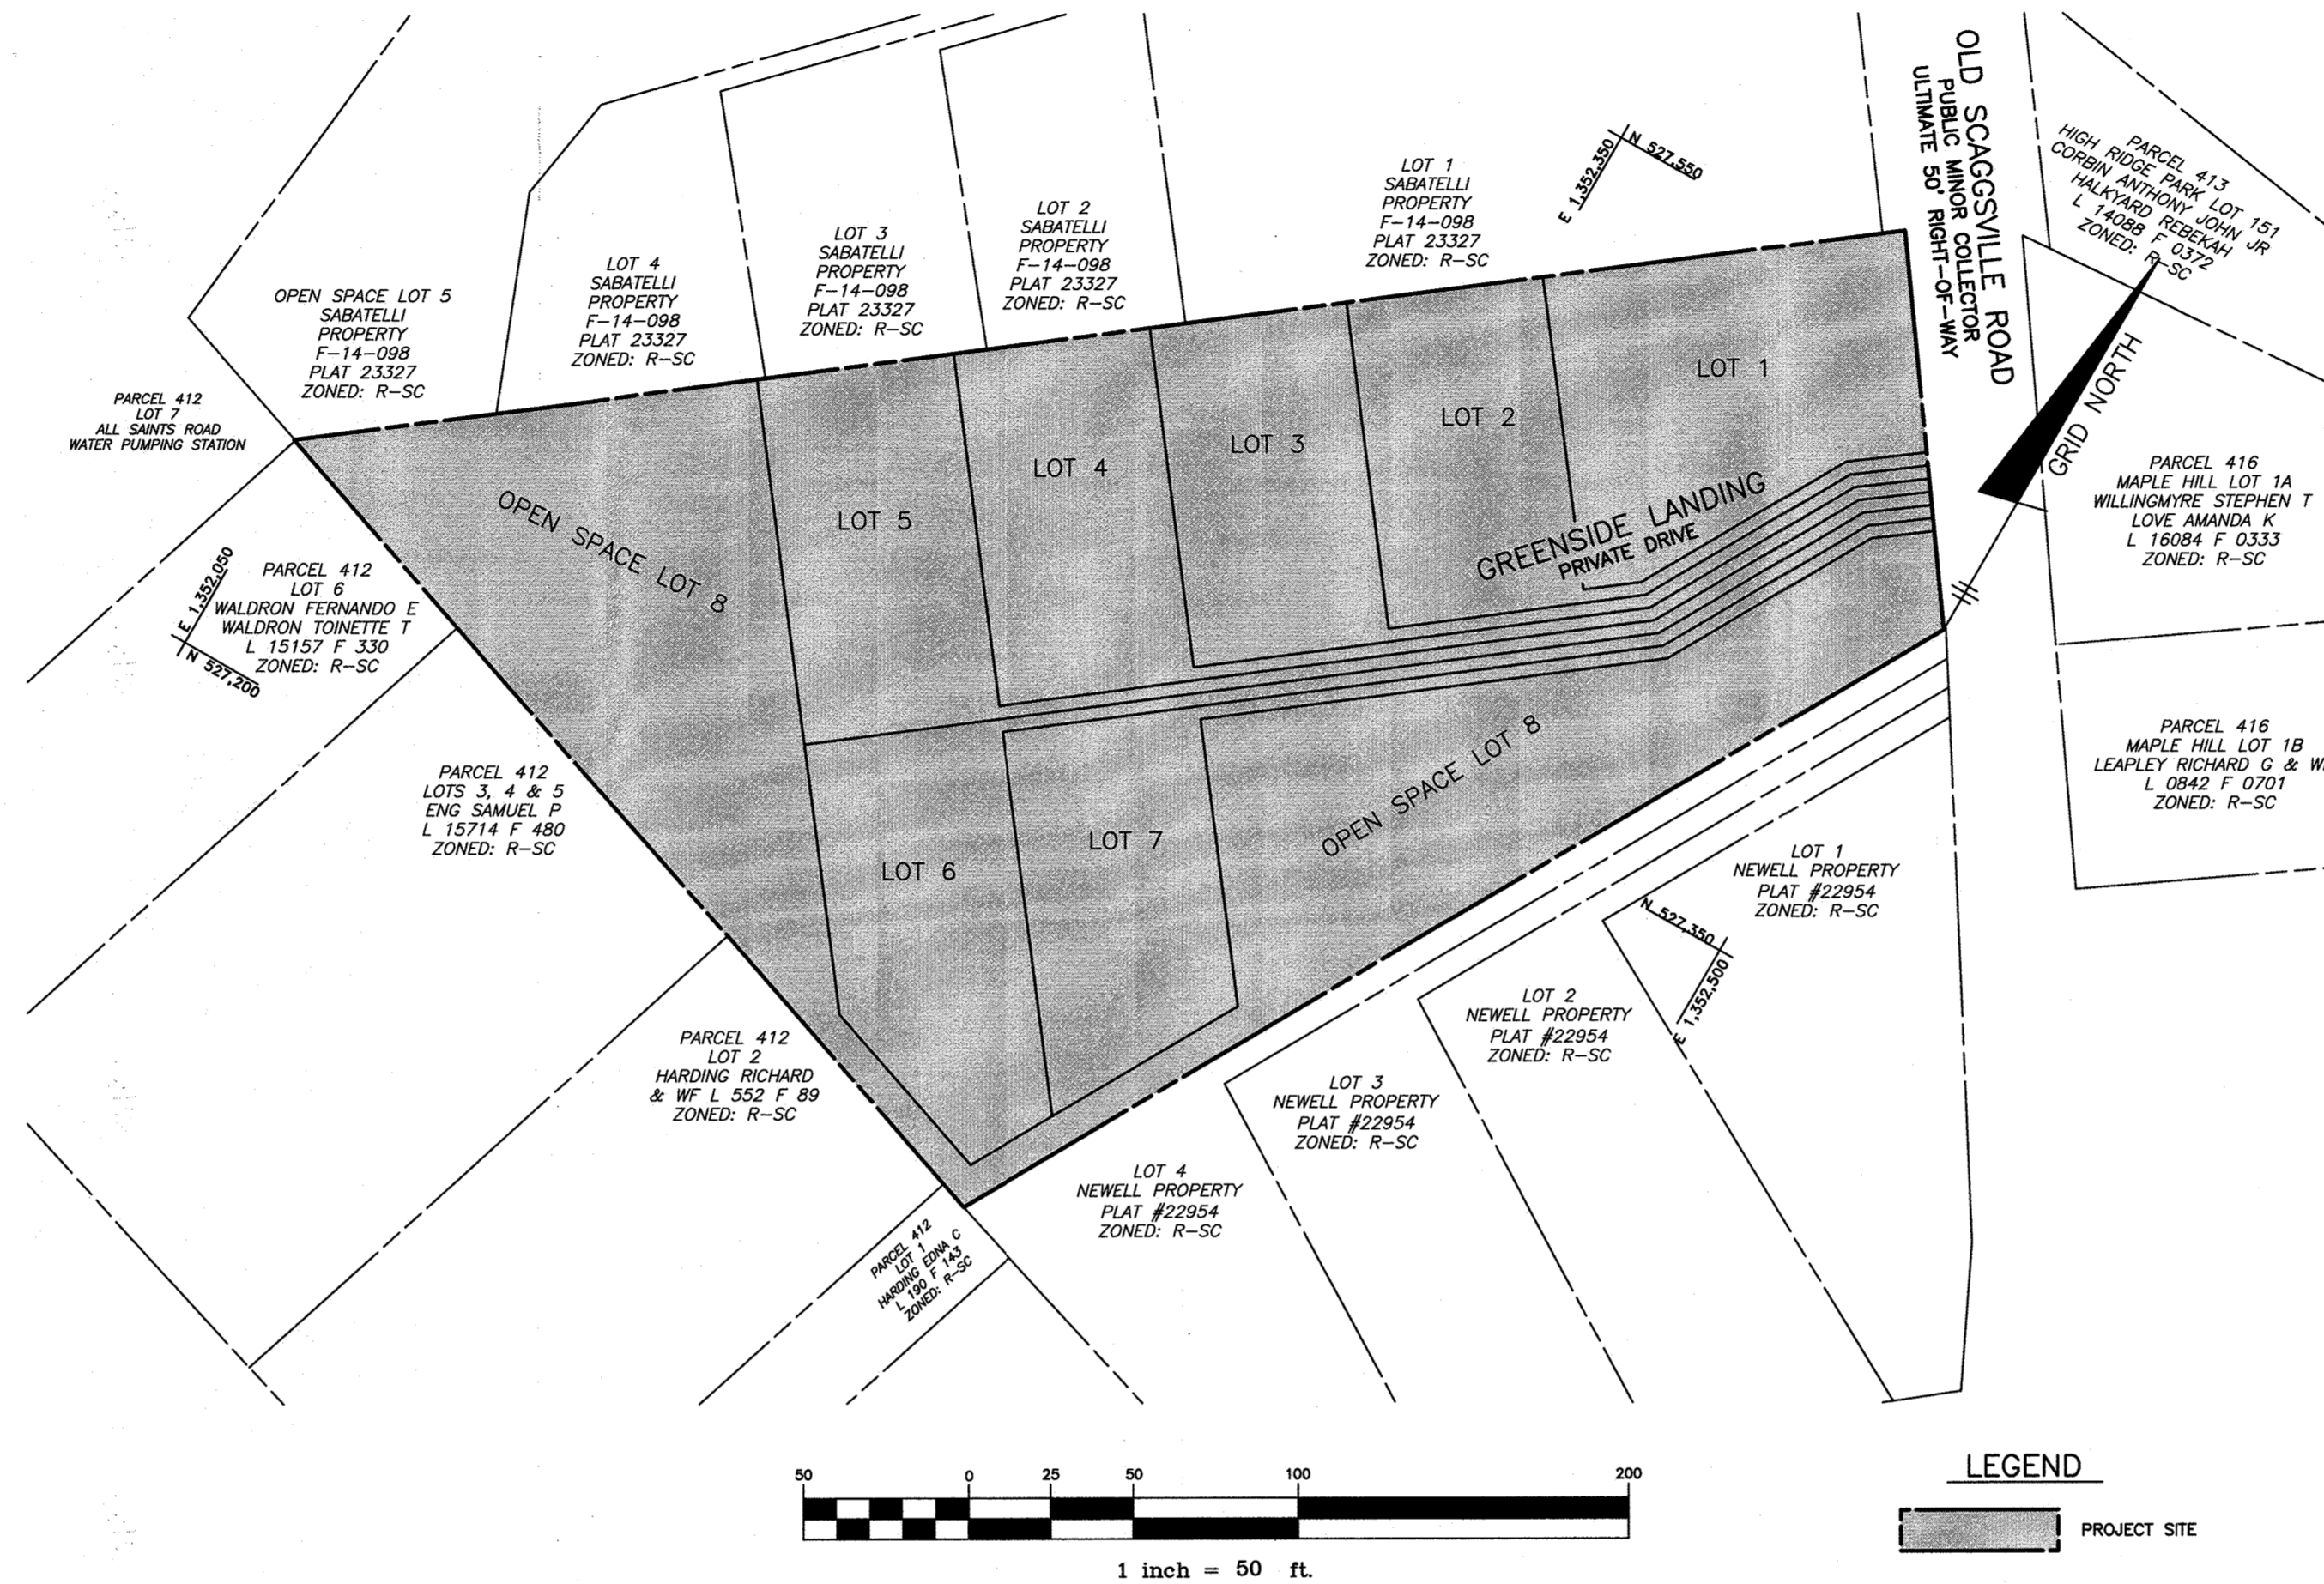 OLD SCAGGSVILLE ROAD
PUBLIC MINOR COLLECTOR
ULTIMATE 50' RIGHT-OF-WAY
PARCEL 413
HIGH RIDGE PARK LOT 151
CORBIN ANTHONY JOHN JR
HALKYARD REBEKAH
L 14088 F 0372
ZONED: R-SC
N 527,550
E 1,352,350
LOT 1
SABATELLI
PROPERTY
F-14-098
PLAT 23327
ZONED: R-SC
LOT 2
SABATELLI
PROPERTY
F-14-098
PLAT 23327
ZONED: R-SC
LOT 3
SABATELLI
PROPERTY
F-14-098
PLAT 23327
ZONED: R-SC
LOT 4
SABATELLI
PROPERTY
F-14-098
PLAT 23327
ZONED: R-SC
OPEN SPACE LOT 5
SABATELLI
PROPERTY
F-14-098
PLAT 23327
ZONED: R-SC
PARCEL 412
LOT 7
ALL SAINTS ROAD
WATER PUMPING STATION
GRID NORTH
LOT 1
LOT 2
LOT 3
LOT 4
LOT 5
OPEN SPACE LOT 8
GREENSIDE LANDING
PRIVATE DRIVE
PARCEL 416
MAPLE HILL LOT 1A
WILLINGMYRE STEPHEN T
LOVE AMANDA K
L 16084 F 0333
ZONED: R-SC
E 1,352,050
N 527,200
PARCEL 412
LOT 6
WALDRON FERNANDO E
WALDRON TOINETTE T
L 15157 F 330
ZONED: R-SC
PARCEL 416
MAPLE HILL LOT 1B
LEAPLEY RICHARD G & W
L 0842 F 0701
ZONED: R-SC
PARCEL 412
LOTS 3, 4 & 5
ENG SAMUEL P
L 15714 F 480
ZONED: R-SC
OPEN SPACE LOT 8
LOT 7
LOT 6
LOT 1
NEWELL PROPERTY
PLAT #22954
ZONED: R-SC
N 527,350
E 1,352,500
LOT 2
NEWELL PROPERTY
PLAT #22954
ZONED: R-SC
PARCEL 412
LOT 2
HARDING RICHARD
& WF L 552 F 89
ZONED: R-SC
LOT 3
NEWELL PROPERTY
PLAT #22954
ZONED: R-SC
LOT 4
NEWELL PROPERTY
PLAT #22954
ZONED: R-SC
PARCEL 412
LOT 1
HARDING EDNA C
L 190 F 143
ZONED: R-SC
50 0 25 50 100 200
1 inch = 50 ft.
LEGEND
PROJECT SITE